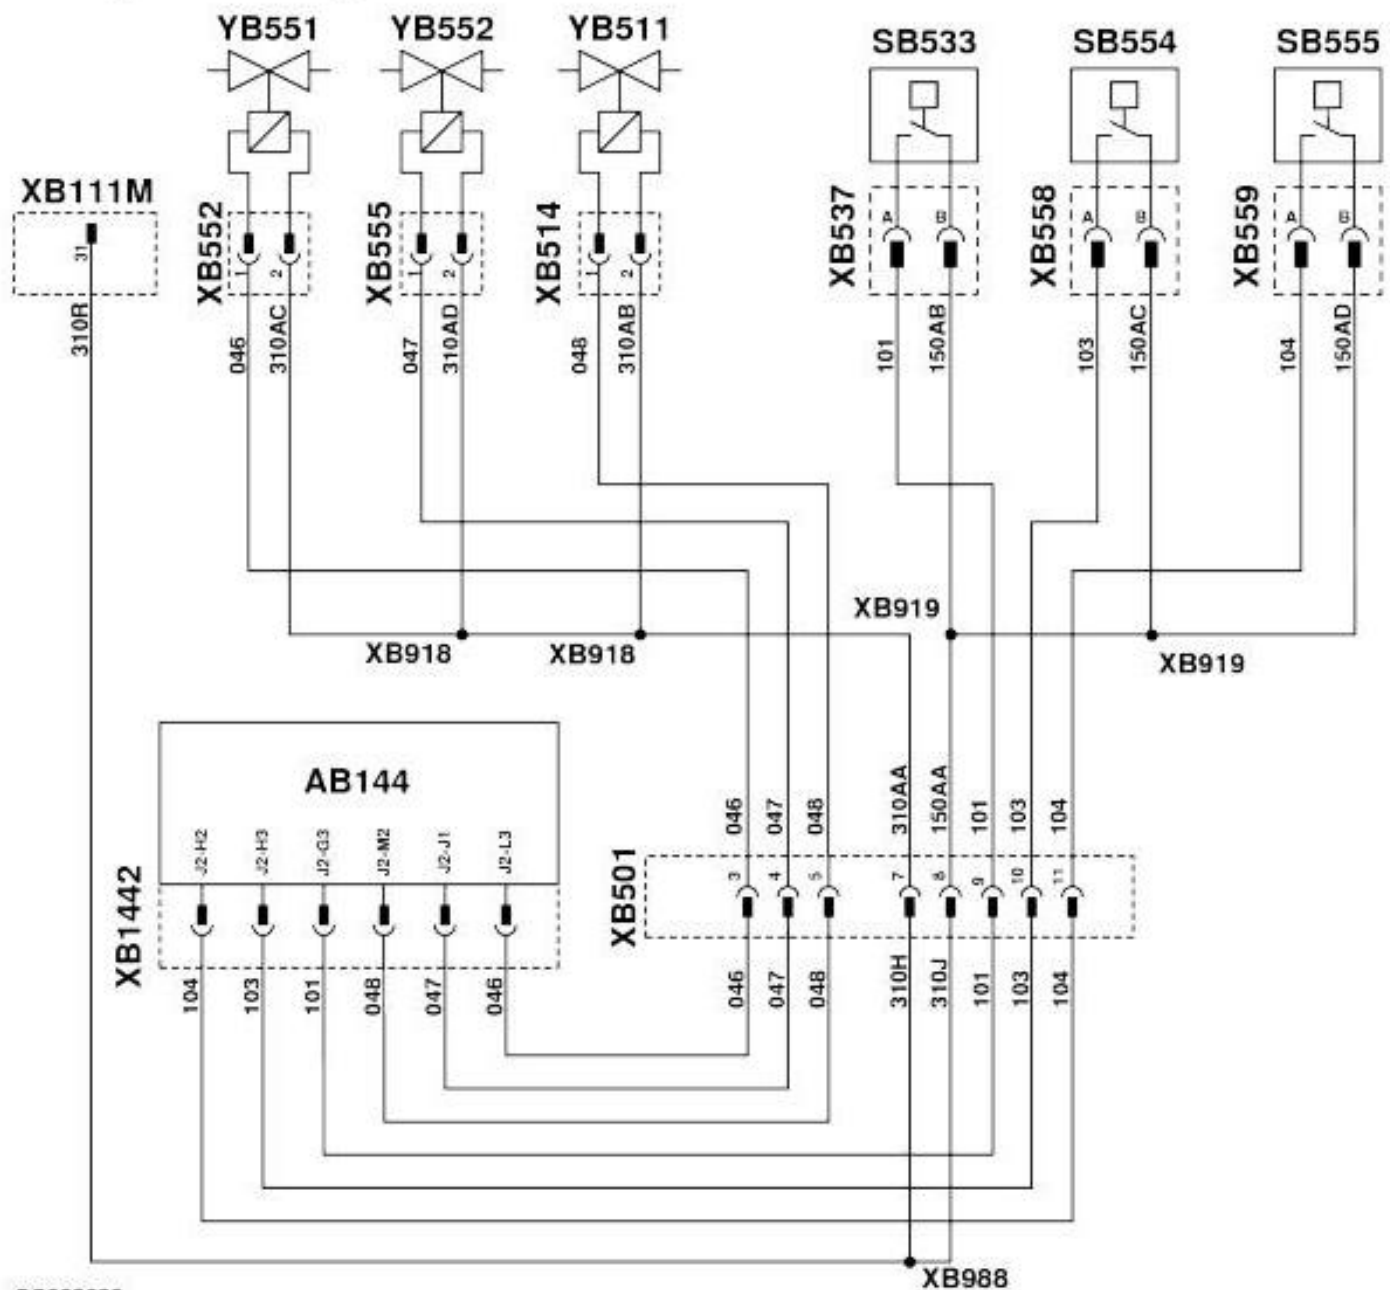 YB551 YB552 YB511
SB533 SB554 SB555
XB111M
31
310R
XB552
1 2
046 310AC
XB555
1 2
047 310AD
XB514
1 2
048 310AB
XB537
A B
101 150AB
XB558
A B
103 150AC
XB559
A B
104 150AD
XB919
XB918 XB918
XB919
AB144
J2-H2 J2-H3 J2-G3 J2-M2 J2-J1 J2-L3
XB1442
104 103 101 048 047 046
046 047 048 310AA 150AA 101 103 104
XB501
3 4 5 7 8 9 10 11
046 047 048 310H 310J 101 103 104
XB988